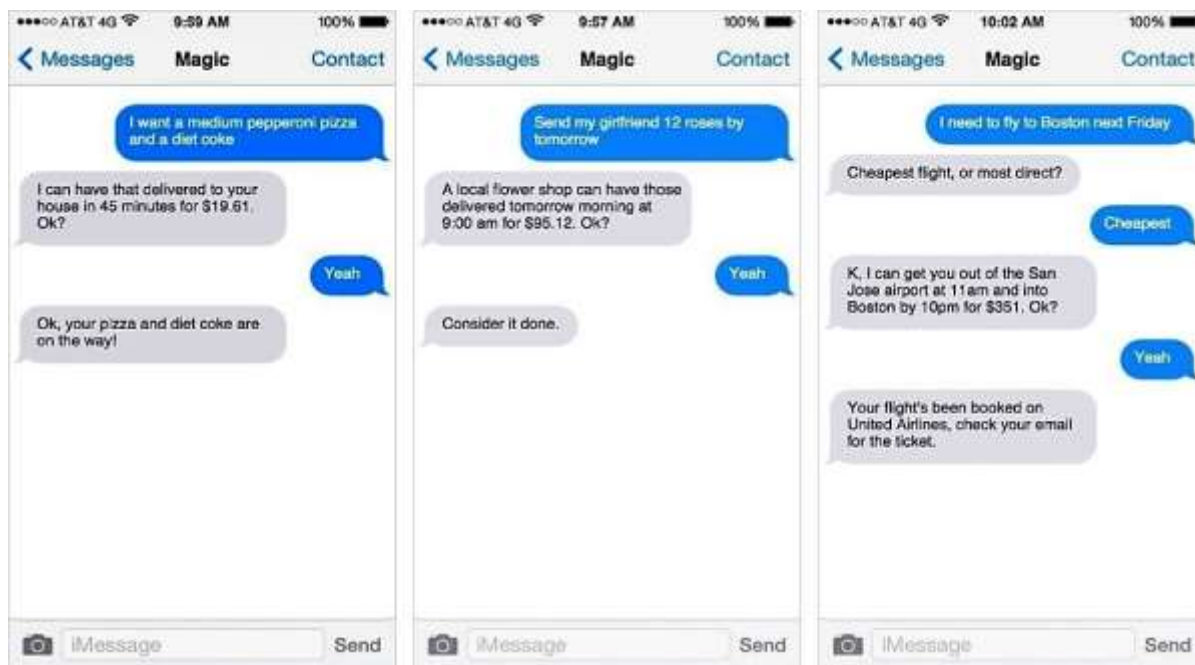 AT&T 4G 9:59 AM 100%
Messages Magic Contact
I want a medium pepperoni pizza
and a diet coke
I can have that delivered to your
house in 45 minutes for $19.61.
Ok?
Yeah
Ok, your pizza and diet coke are
on the way!
iMessage Send
AT&T 4G 9:57 AM 100%
Messages Magic Contact
Send my girlfriend 12 roses by
tomorrow
A local flower shop can have those
delivered tomorrow morning at
9:00 am for $95.12. Ok?
Yeah
Consider it done.
iMessage Send
AT&T 4G 10:02 AM 100%
Messages Magic Contact
I need to fly to Boston next Friday
Cheapest flight, or most direct?
Cheapest
K, I can get you out of the San
Jose airport at 11am and into
Boston by 10pm for $351. Ok?
Yeah
Your flight's been booked on
United Airlines, check your email
for the ticket.
iMessage Send